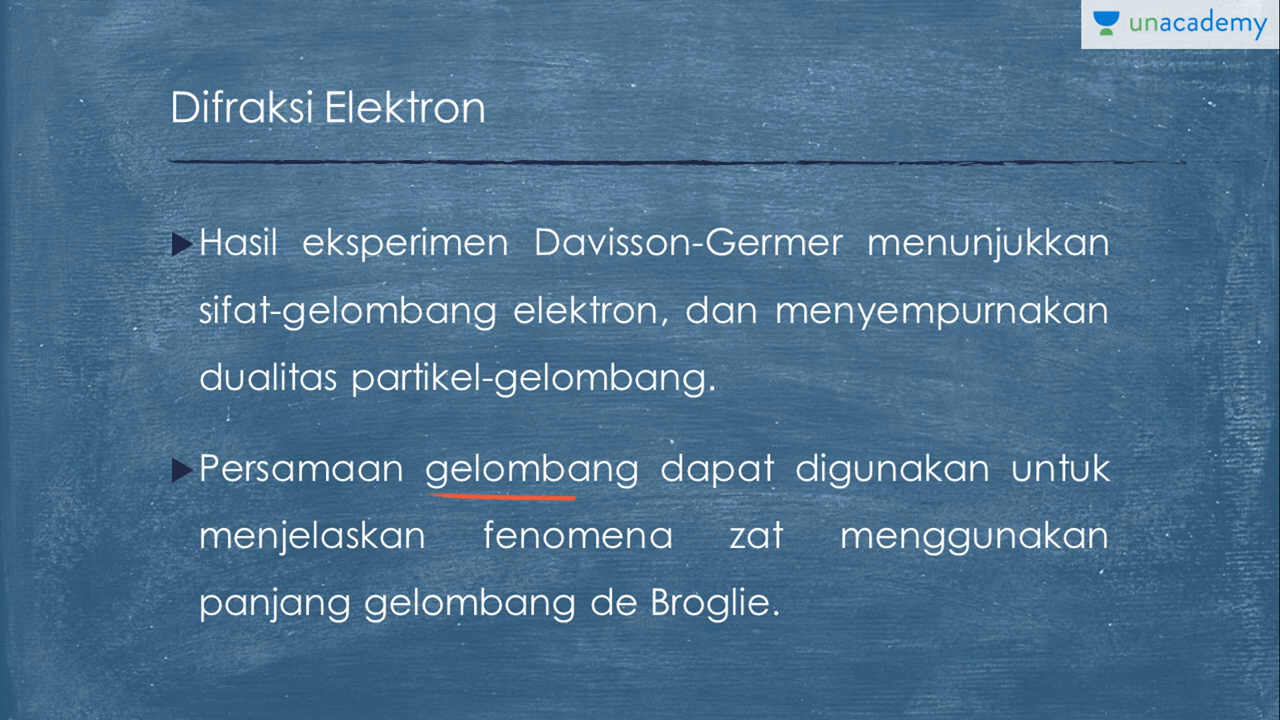 unacademy
Difraksi Elektron
Hasil eksperimen Davisson-Germer menunjukkan
sifat-gelombang elektron, dan menyempurnakan
dualitas partikel-gelombang.
Persamaan gelombang dapat digunakan untuk
menjelaskan fenomena zat menggunakan
panjang gelombang de Broglie.